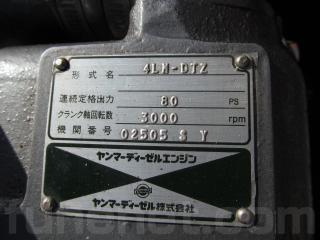 形式名 4LM-DTZ
連続定格出力 80 PS
クランク軸回転数 3000 rpm
機関番号 02505 S Y
ヤンマーディーゼルエンジン
ヤンマーディーゼル株式会社